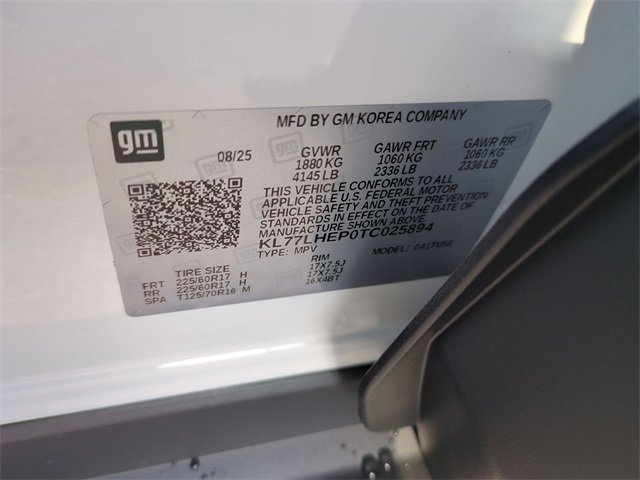 gm
MFD BY GM KOREA COMPANY
08/25 GVWR GAWR FRT GAWR RR
1880 KG 1060 KG 1060 KG
4145 LB 2336 LB 2336 LB
THIS VEHICLE CONFORMS TO ALL
APPLICABLE U.S. FEDERAL MOTOR
VEHICLE SAFETY AND THEFT PREVENTION
STANDARDS IN EFFECT ON THE DATE OF
MANUFACTURE SHOWN ABOVE.
KL77LHEP0TC025894
TYPE: MPV MODEL:
TIRE SIZE RIM
FRT 225/60R17 H 17X7.5J
RR 225/60R17 H 17X7.5J
SPA T125/70R16 M 16X4BT